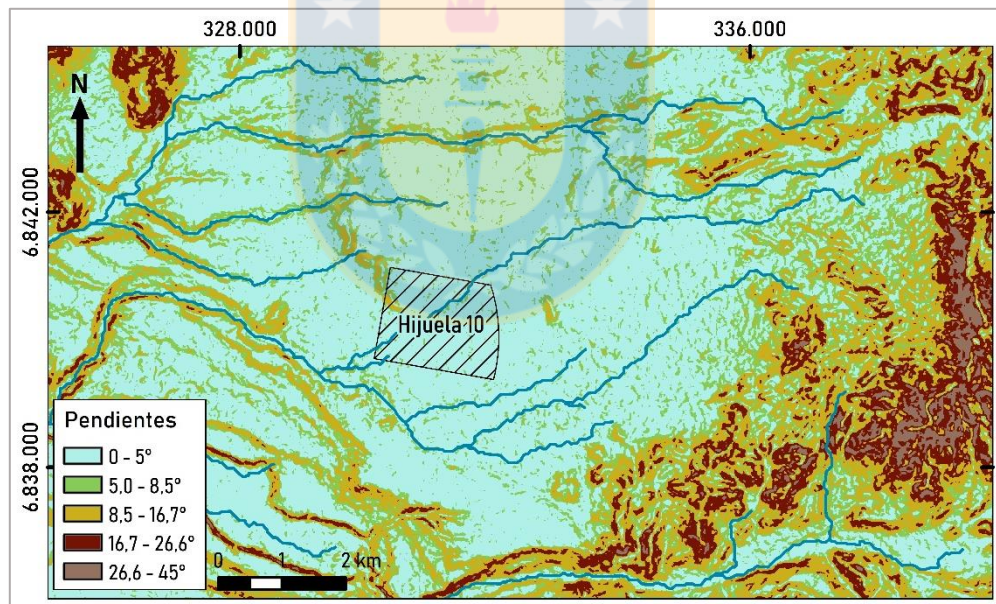 328.000
336.000
N
6.842.000
Hijuela 10
6.838.000
Pendientes
0 - 5°
5,0 - 8,5°
8,5 - 16,7°
16,7 - 26,6°
26,6 - 45°
0 1 2 km